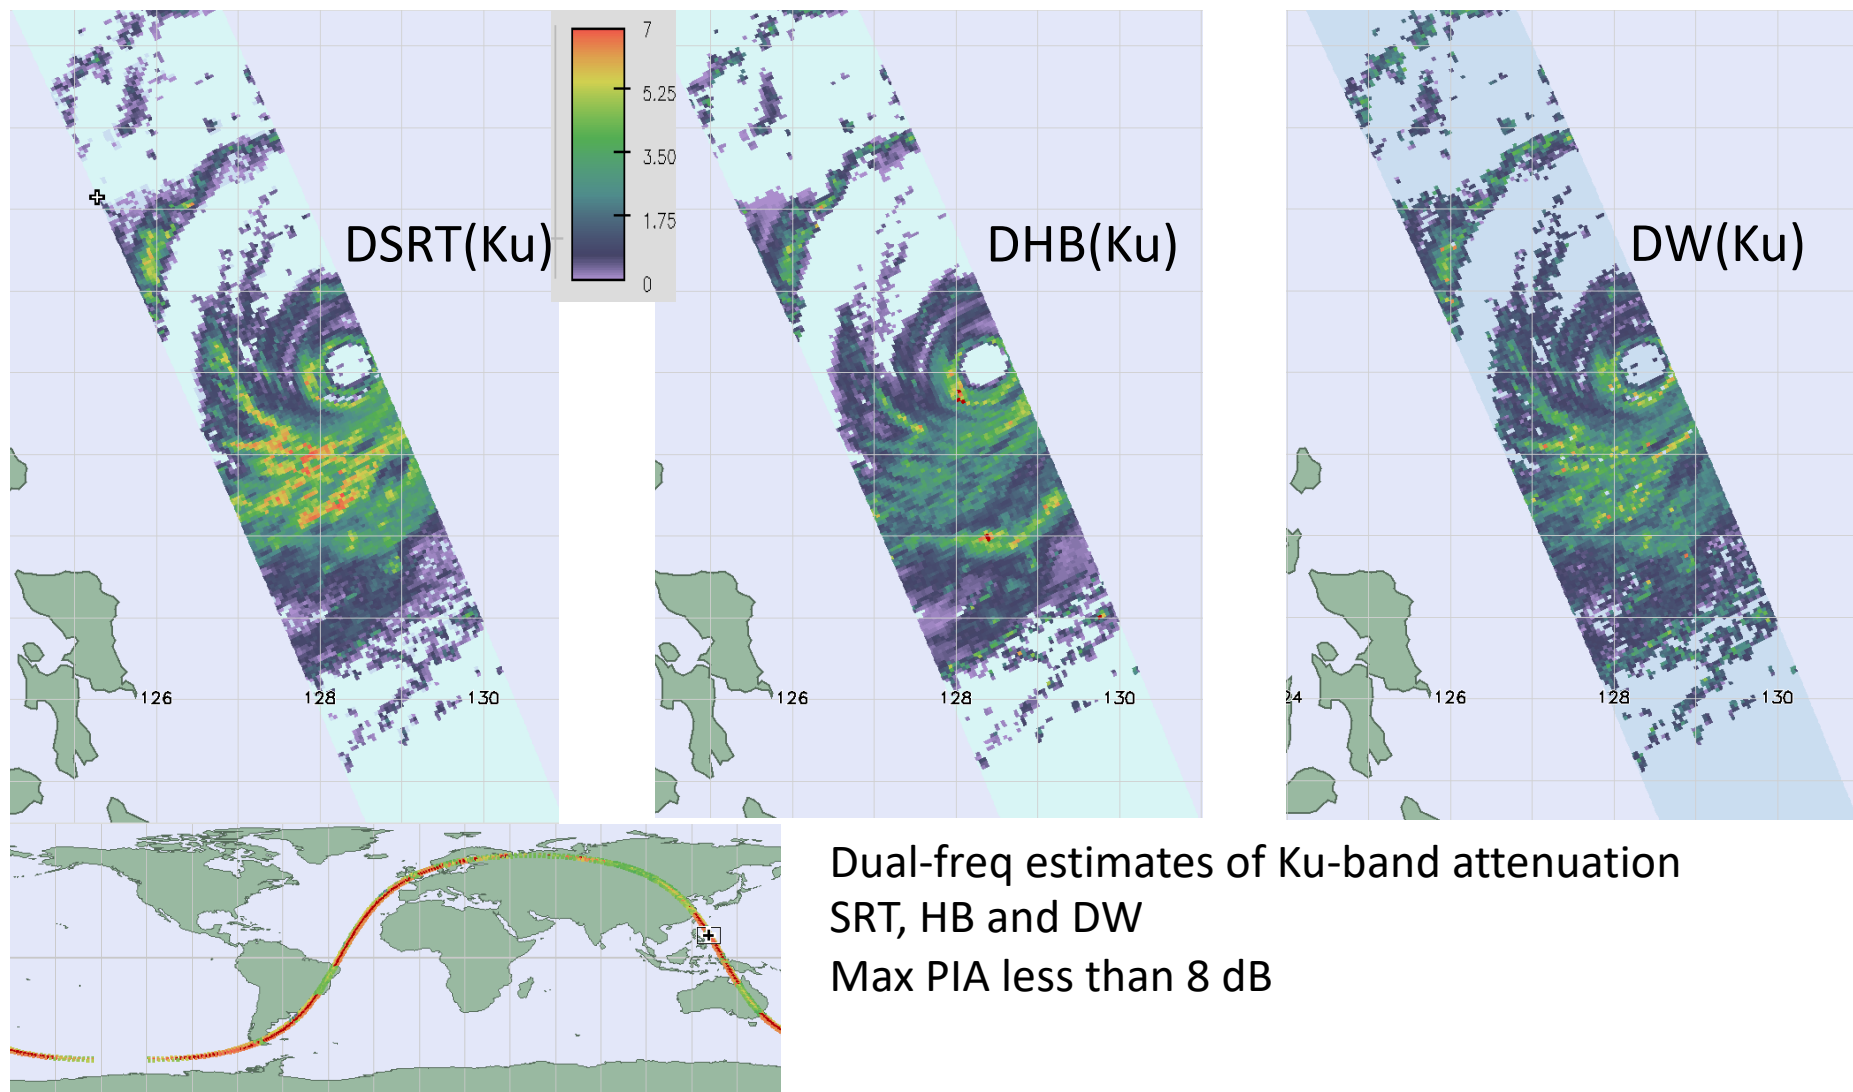 7
5.25
3.50
1.75
0
DSRT(Ku)
DHB(Ku)
DW(Ku)
126 128 130
126 128 130
24 126 128 130
Dual-freq estimates of Ku-band attenuation
SRT, HB and DW
Max PIA less than 8 dB